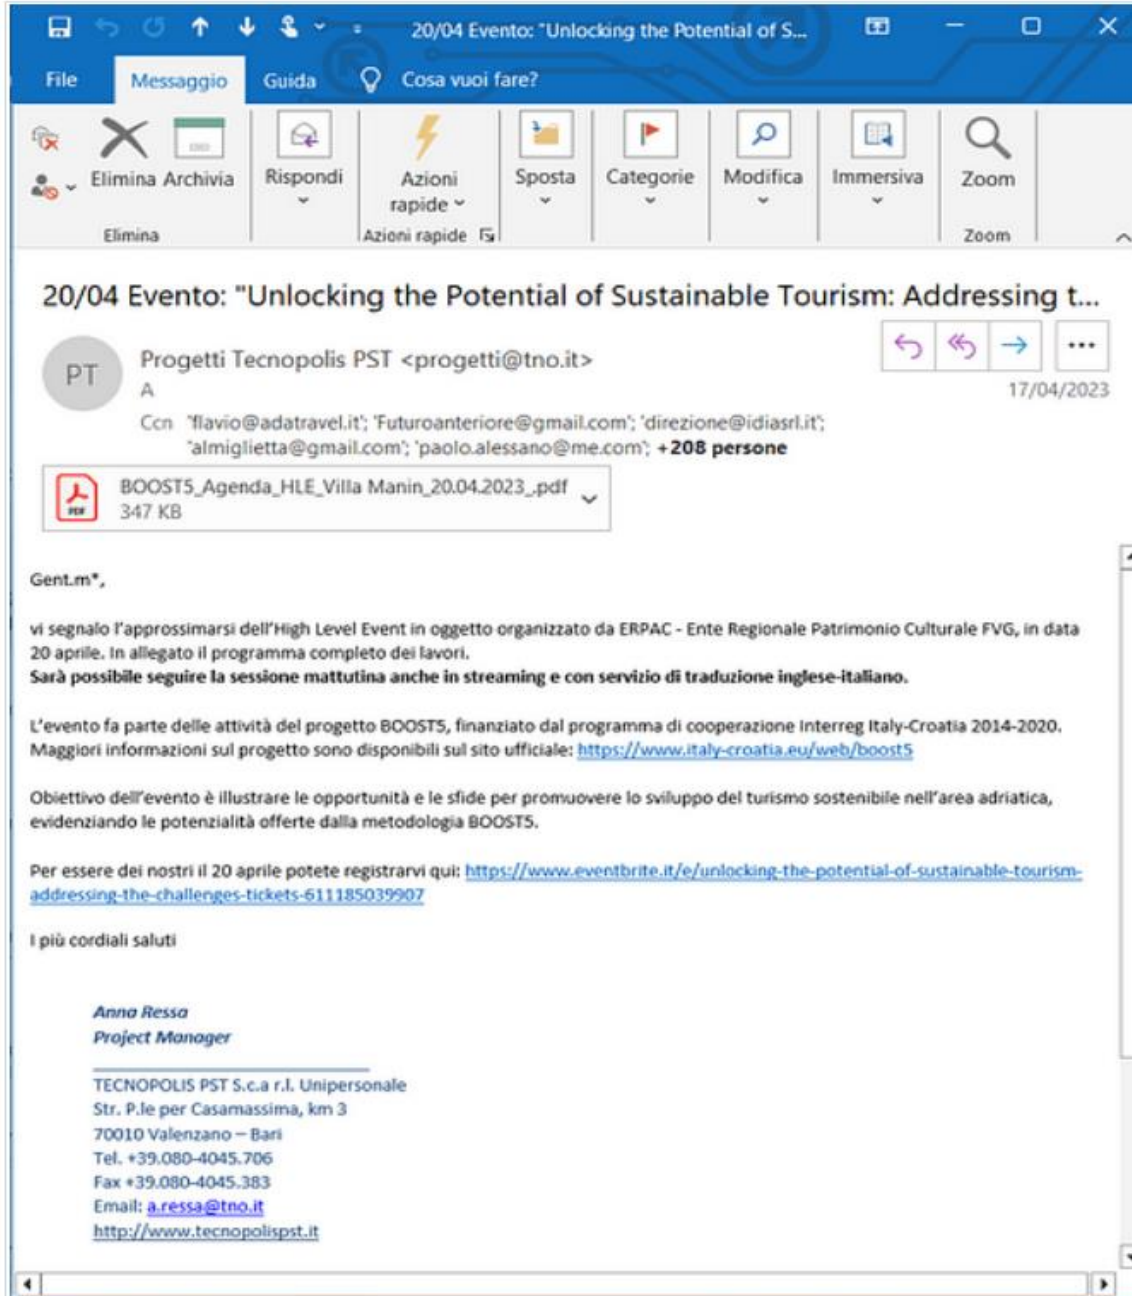 20/04 Evento: "Unlocking the Potential of S...
File Messaggio Guida Cosa vuoi fare?
Elimina Archivia Rispondi Azioni rapide Sposta Categorie Modifica Immersiva Zoom
Elimina Azioni rapide Zoom
20/04 Evento: "Unlocking the Potential of Sustainable Tourism: Addressing t...
PT
Progetti Tecnopolis PST <progetti@tno.it>
A
17/04/2023
Ccn 'flavio@adatravel.it'; 'Futuroanteriore@gmail.com'; 'direzione@idiasrl.it';
'almiglietta@gmail.com'; 'paolo.alessano@me.com'; +208 persone
PDF
BOOST5_Agenda_HLE_Villa Manin_20.04.2023_.pdf
347 KB
Gent.m*,
vi segnalo l'approssimarsi dell'High Level Event in oggetto organizzato da ERPAC - Ente Regionale Patrimonio Culturale FVG, in data
20 aprile. In allegato il programma completo dei lavori.
Sarà possibile seguire la sessione mattutina anche in streaming e con servizio di traduzione inglese-italiano.
L'evento fa parte delle attività del progetto BOOST5, finanziato dal programma di cooperazione Interreg Italy-Croatia 2014-2020.
Maggiori informazioni sul progetto sono disponibili sul sito ufficiale: https://www.italy-croatia.eu/web/boost5
Obiettivo dell'evento è illustrare le opportunità e le sfide per promuovere lo sviluppo del turismo sostenibile nell'area adriatica,
evidenziando le potenzialità offerte dalla metodologia BOOST5.
Per essere dei nostri il 20 aprile potete registrarvi qui: https://www.eventbrite.it/e/unlocking-the-potential-of-sustainable-tourism-
addressing-the-challenges-tickets-611185039907
I più cordiali saluti
Anna Ressa
Project Manager
TECNOPOLIS PST S.c.a r.l. Unipersonale
Str. P.le per Casamassima, km 3
70010 Valenzano – Bari
Tel. +39.080-4045.706
Fax +39.080-4045.383
Email: a.ressa@tno.it
http://www.tecnopolispst.it